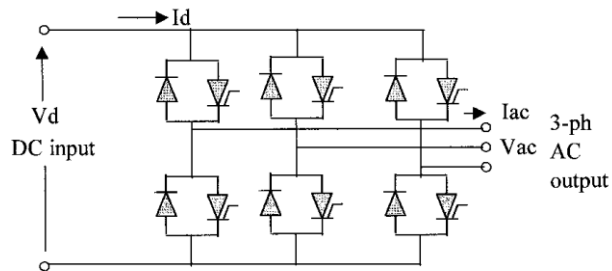 Id
Vd
DC input
Iac
Vac
3-ph
AC
output